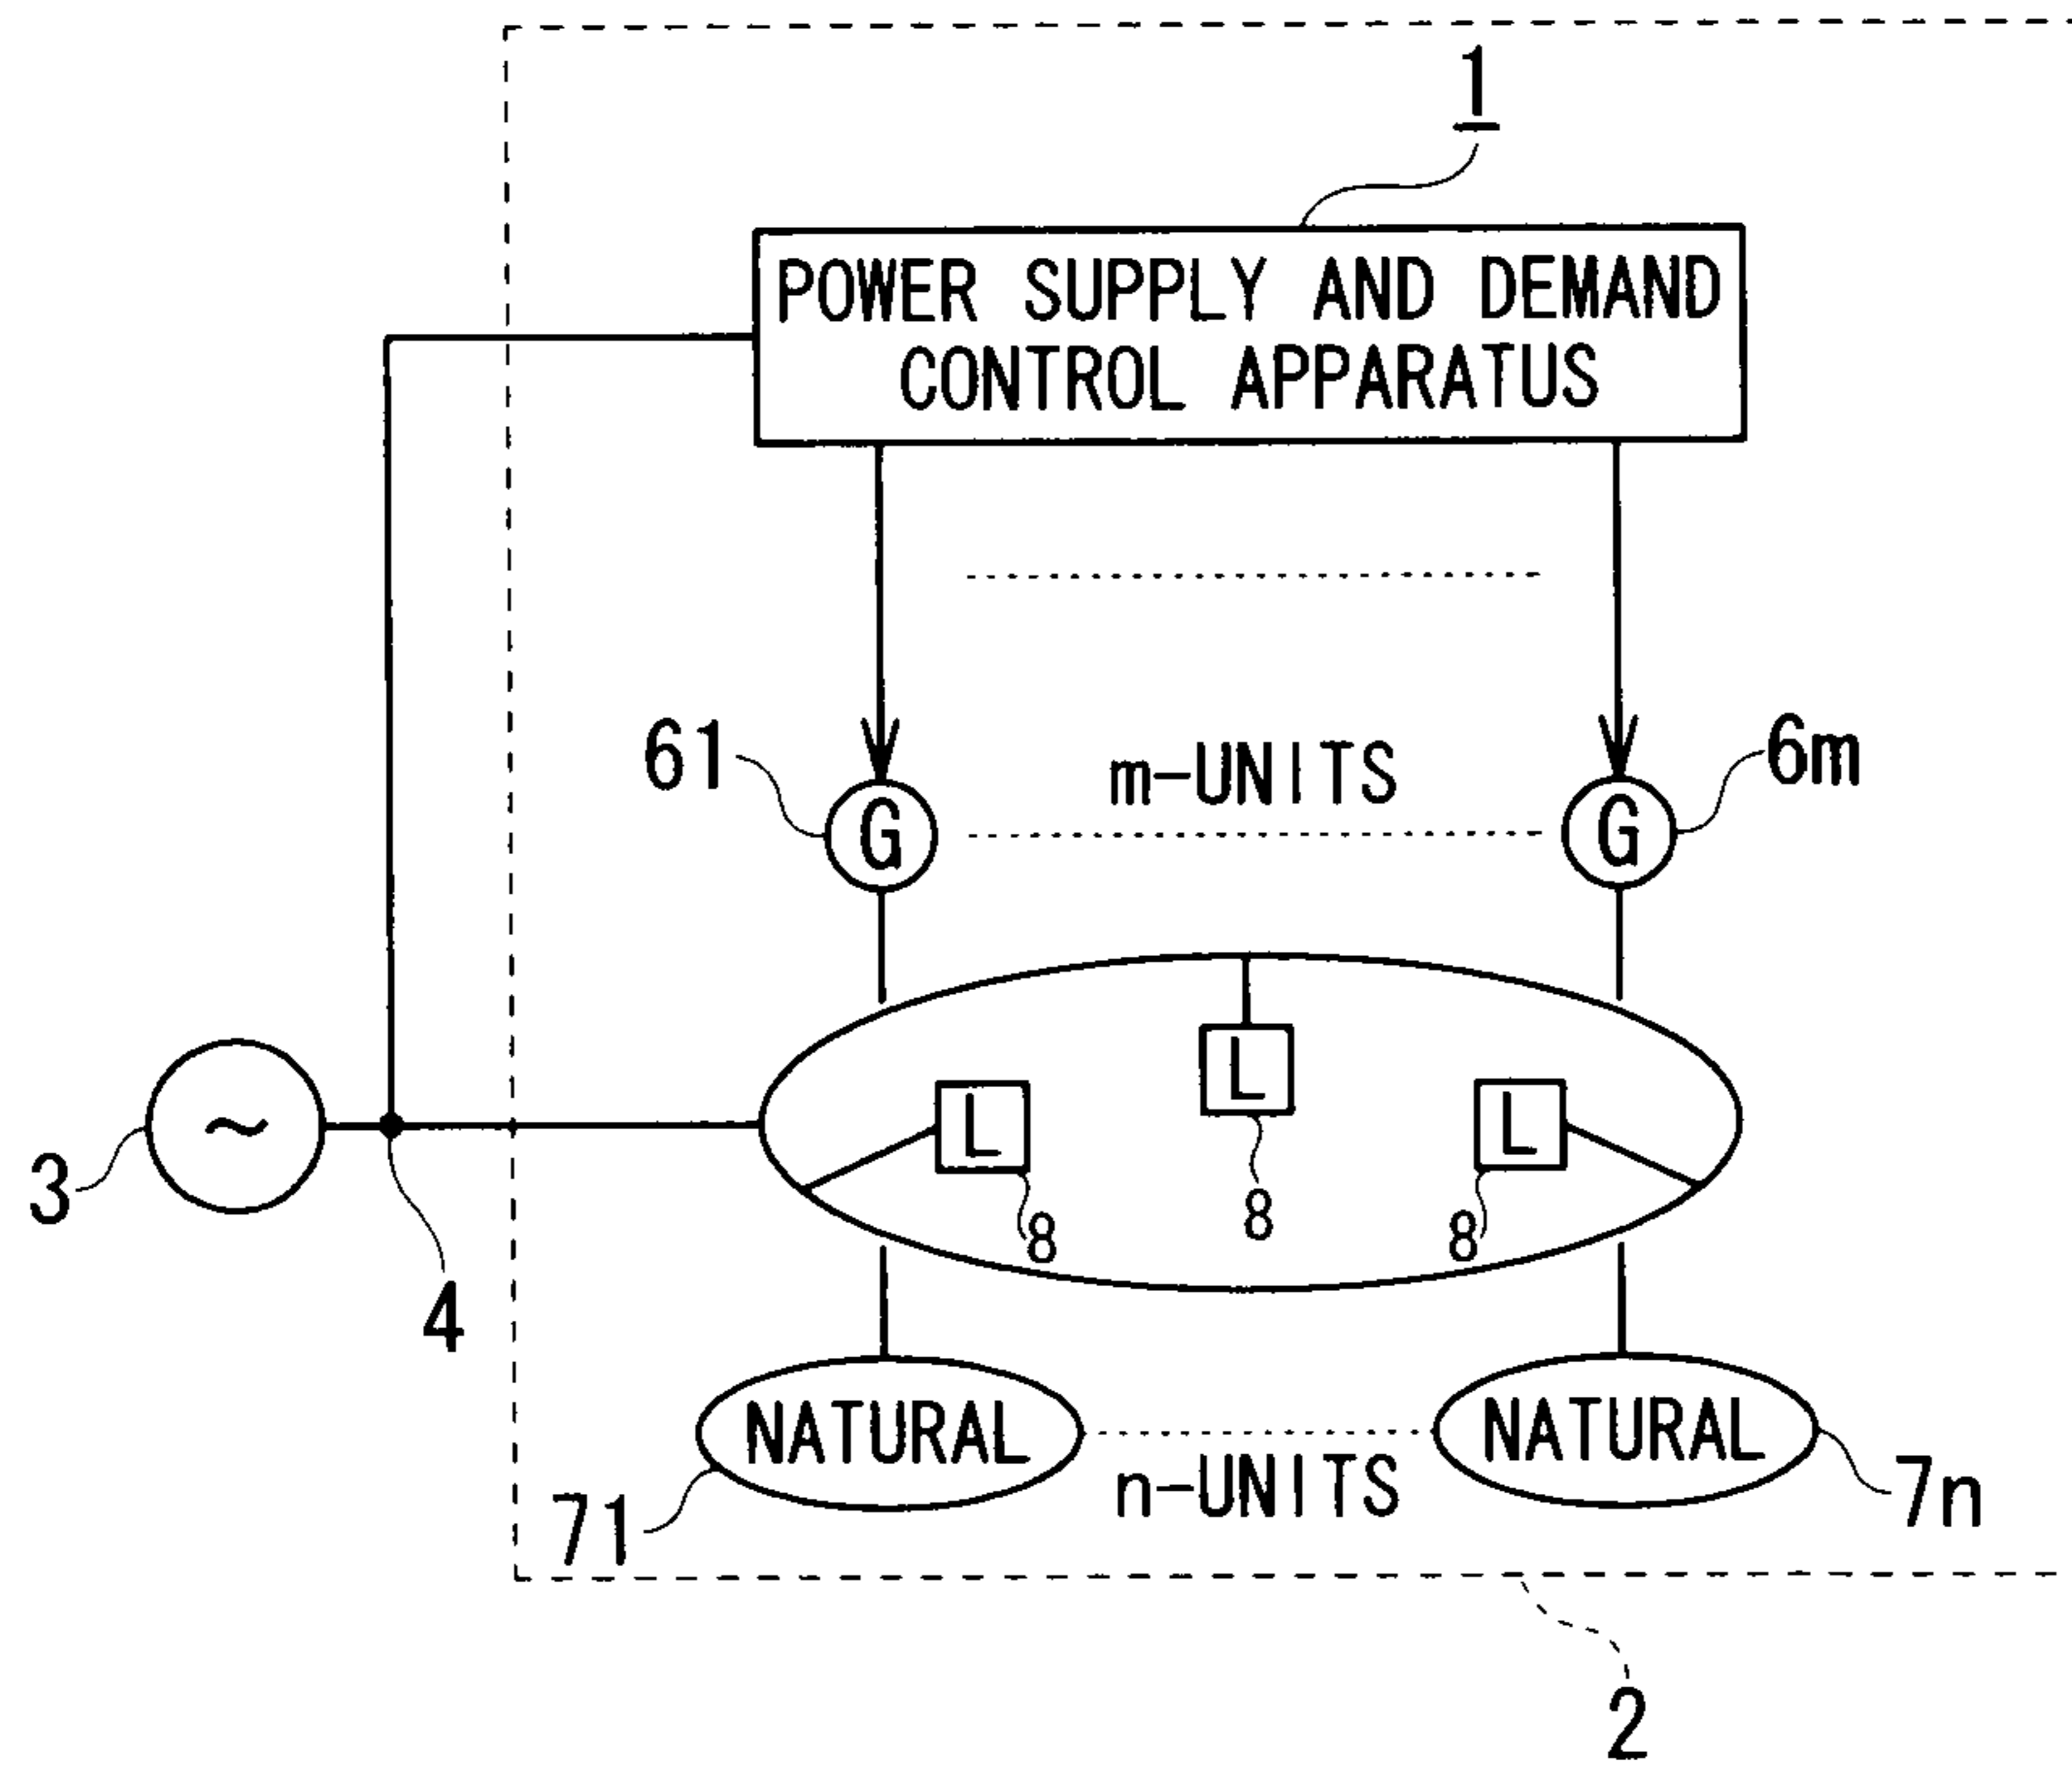 1
POWER SUPPLY AND DEMAND
CONTROL APPARATUS
61
m-UNITS
6m
G
G
L
L
L
~
3
8
8
8
4
NATURAL
NATURAL
n-UNITS
71
7n
2